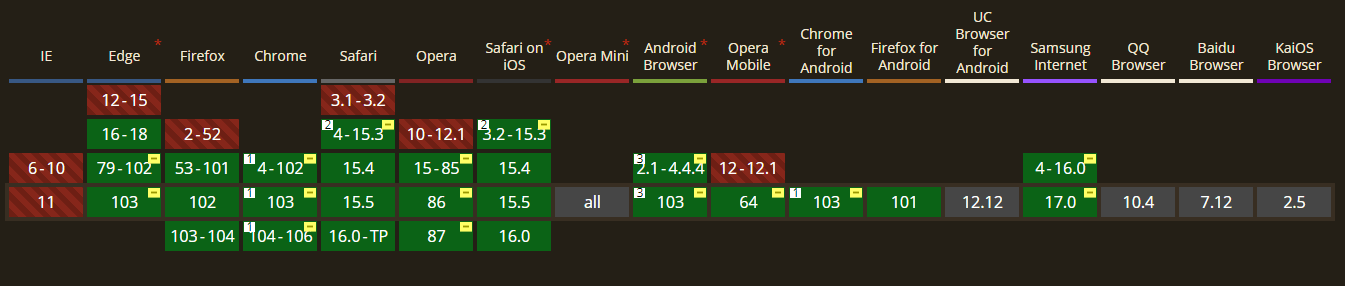 IE
Edge *
Firefox
Chrome
Safari
Opera
Safari on * iOS
Opera Mini *
Android * Browser
Opera * Mobile
Chrome for Android
Firefox for Android
UC Browser for Android
Samsung Internet
QQ Browser
Baidu Browser
KaiOS Browser
12-15 3.1-3.2
16-18 2-52 2 4-15.3 10-12.1 2 3.2-15.3
6-10 79-102 53-101 1 4-102 15.4 15-85 15.4 3 2.1-4.4.4 12-12.1 4-16.0
11 103 102 1 103 15.5 86 15.5 all 3 103 64 1 103 101 12.12 17.0 10.4 7.12 2.5
103-104 1 104-106 16.0-TP 87 16.0